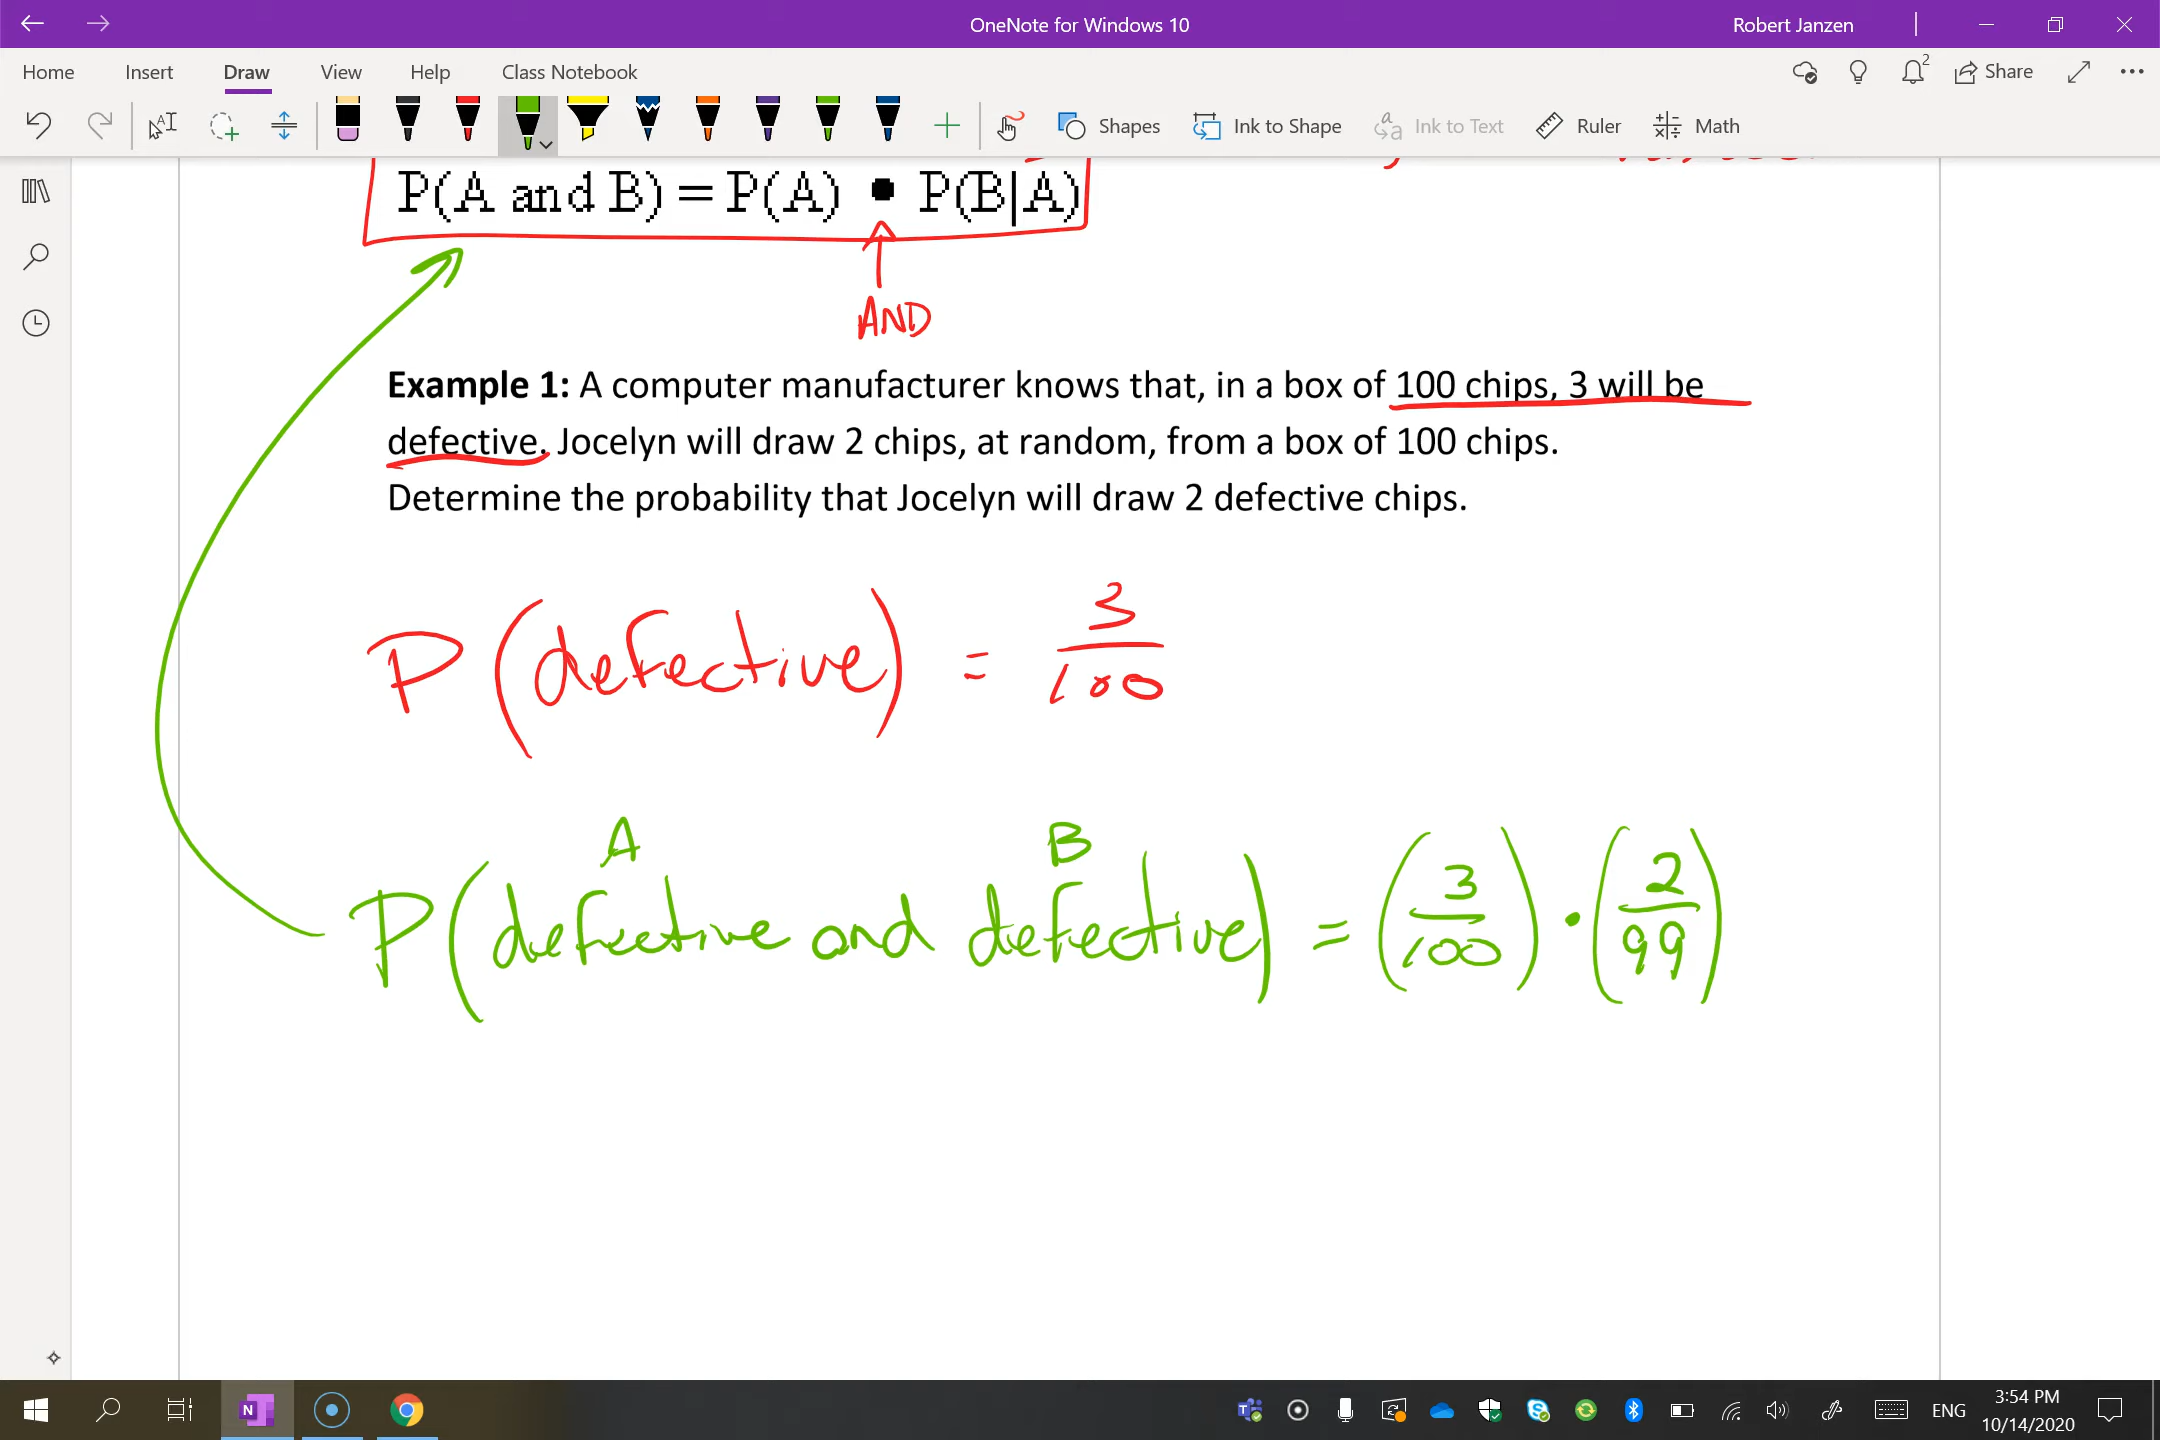 OneNote for Windows 10
Robert Janzen
Home Insert Draw View Help Class Notebook
2 Share
Shapes Ink to Shape Ink to Text Ruler Math
P(A and B) = P(A) ▪ P(B|A)
AND
Example 1: A computer manufacturer knows that, in a box of 100 chips, 3 will be
defective. Jocelyn will draw 2 chips, at random, from a box of 100 chips.
Determine the probability that Jocelyn will draw 2 defective chips.
P(defective) = 3/100
A B
P(defective and defective) = (3/100) · (2/99)
ENG
3:54 PM
10/14/2020